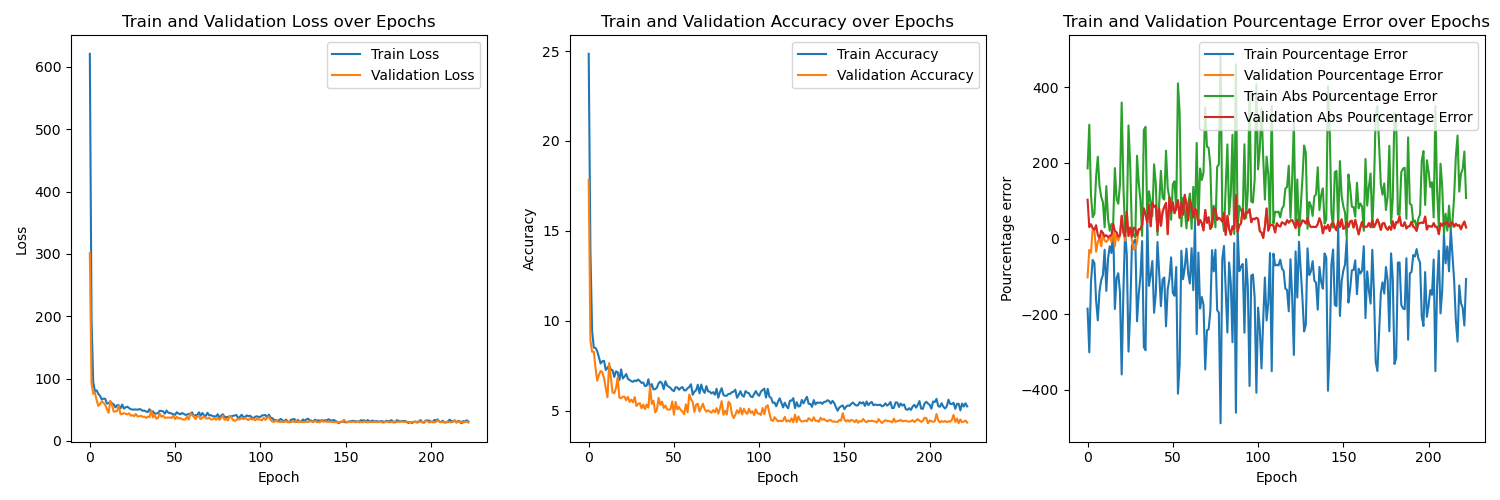 Train and Validation Loss over Epochs
Loss
600
500
400
300
200
100
0
0 50 100 150 200
Epoch
Train Loss
Validation Loss
Train and Validation Accuracy over Epochs
Accuracy
25
20
15
10
5
0 50 100 150 200
Epoch
Train Accuracy
Validation Accuracy
Train and Validation Pourcentage Error over Epochs
Pourcentage error
400
200
0
−200
−400
0 50 100 150 200
Epoch
Train Pourcentage Error
Validation Pourcentage Error
Train Abs Pourcentage Error
Validation Abs Pourcentage Error